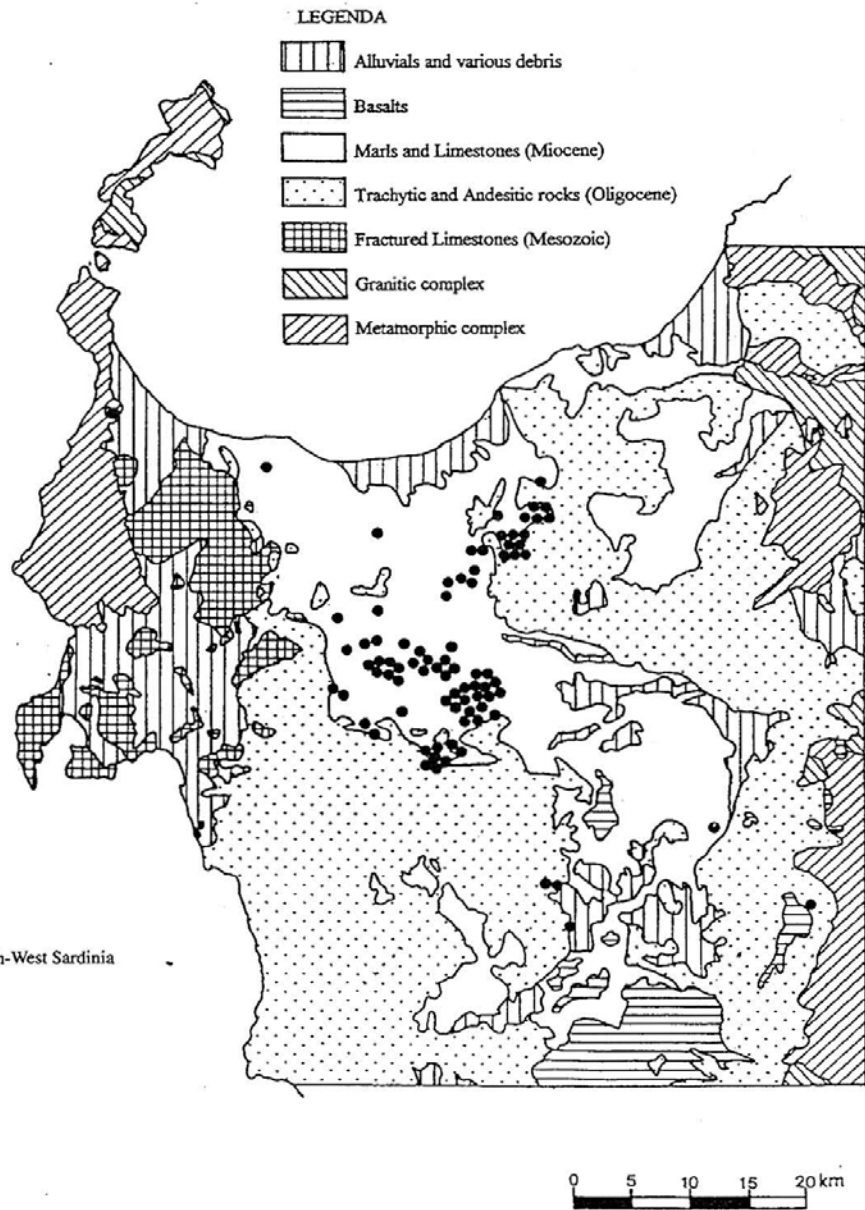 LEGENDA
Alluvials and various debris
Basalts
Marls and Limestones (Miocene)
Trachytic and Andesitic rocks (Oligocene)
Fractured Limestones (Mesozoic)
Granitic complex
Metamorphic complex
-West Sardinia
0 5 10 15 20 km